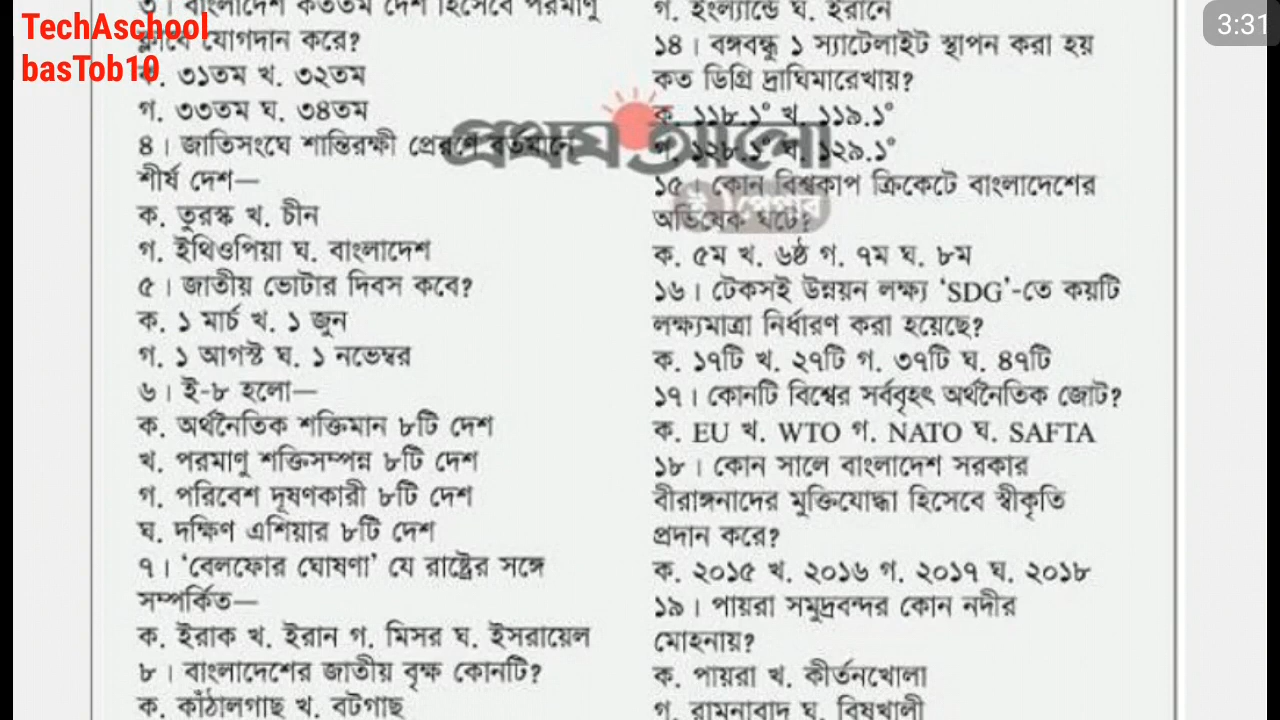 TechAschool
basTob10
3:31
৩। বাংলাদেশ কততম দেশ হিসেবে পরমাণু
ক্লাবে যোগদান করে?
ক. ৩১তম খ. ৩২তম
গ. ৩৩তম ঘ. ৩৪তম
৪। জাতিসংঘে শান্তিরক্ষী প্রেরণে বর্তমানে
শীর্ষ দেশ—
ক. তুরস্ক খ. চীন
গ. ইথিওপিয়া ঘ. বাংলাদেশ
৫। জাতীয় ভোটার দিবস কবে?
ক. ১ মার্চ খ. ১ জুন
গ. ১ আগস্ট ঘ. ১ নভেম্বর
৬। ই-৮ হলো—
ক. অর্থনৈতিক শক্তিমান ৮টি দেশ
খ. পরমাণু শক্তিসম্পন্ন ৮টি দেশ
গ. পরিবেশ দূষণকারী ৮টি দেশ
ঘ. দক্ষিণ এশিয়ার ৮টি দেশ
৭। ‘বেলফোর ঘোষণা’ যে রাষ্ট্রের সঙ্গে
সম্পর্কিত—
ক. ইরাক খ. ইরান গ. মিসর ঘ. ইসরায়েল
৮। বাংলাদেশের জাতীয় বৃক্ষ কোনটি?
ক. কাঁঠালগাছ খ. বটগাছ
গ. ইংল্যান্ডে ঘ. ইরানে
১৪। বঙ্গবন্ধু ১ স্যাটেলাইট স্থাপন করা হয়
কত ডিগ্রি দ্রাঘিমারেখায়?
ক. ১১৮.১° খ. ১১৯.১°
গ. ১২৮.১° ঘ. ১২৯.১°
১৫। কোন বিশ্বকাপ ক্রিকেটে বাংলাদেশের
অভিষেক ঘটে?
ক. ৫ম খ. ৬ষ্ঠ গ. ৭ম ঘ. ৮ম
১৬। টেকসই উন্নয়ন লক্ষ্য ‘SDG’-তে কয়টি
লক্ষ্যমাত্রা নির্ধারণ করা হয়েছে?
ক. ১৭টি খ. ২৭টি গ. ৩৭টি ঘ. ৪৭টি
১৭। কোনটি বিশ্বের সর্ববৃহৎ অর্থনৈতিক জোট?
ক. EU খ. WTO গ. NATO ঘ. SAFTA
১৮। কোন সালে বাংলাদেশ সরকার
বীরাঙ্গনাদের মুক্তিযোদ্ধা হিসেবে স্বীকৃতি
প্রদান করে?
ক. ২০১৫ খ. ২০১৬ গ. ২০১৭ ঘ. ২০১৮
১৯। পায়রা সমুদ্রবন্দর কোন নদীর
মোহনায়?
ক. পায়রা খ. কীর্তনখোলা
গ. রামনাবাদ ঘ. বিষখালী
প্রথম আলো
ই-পেপার